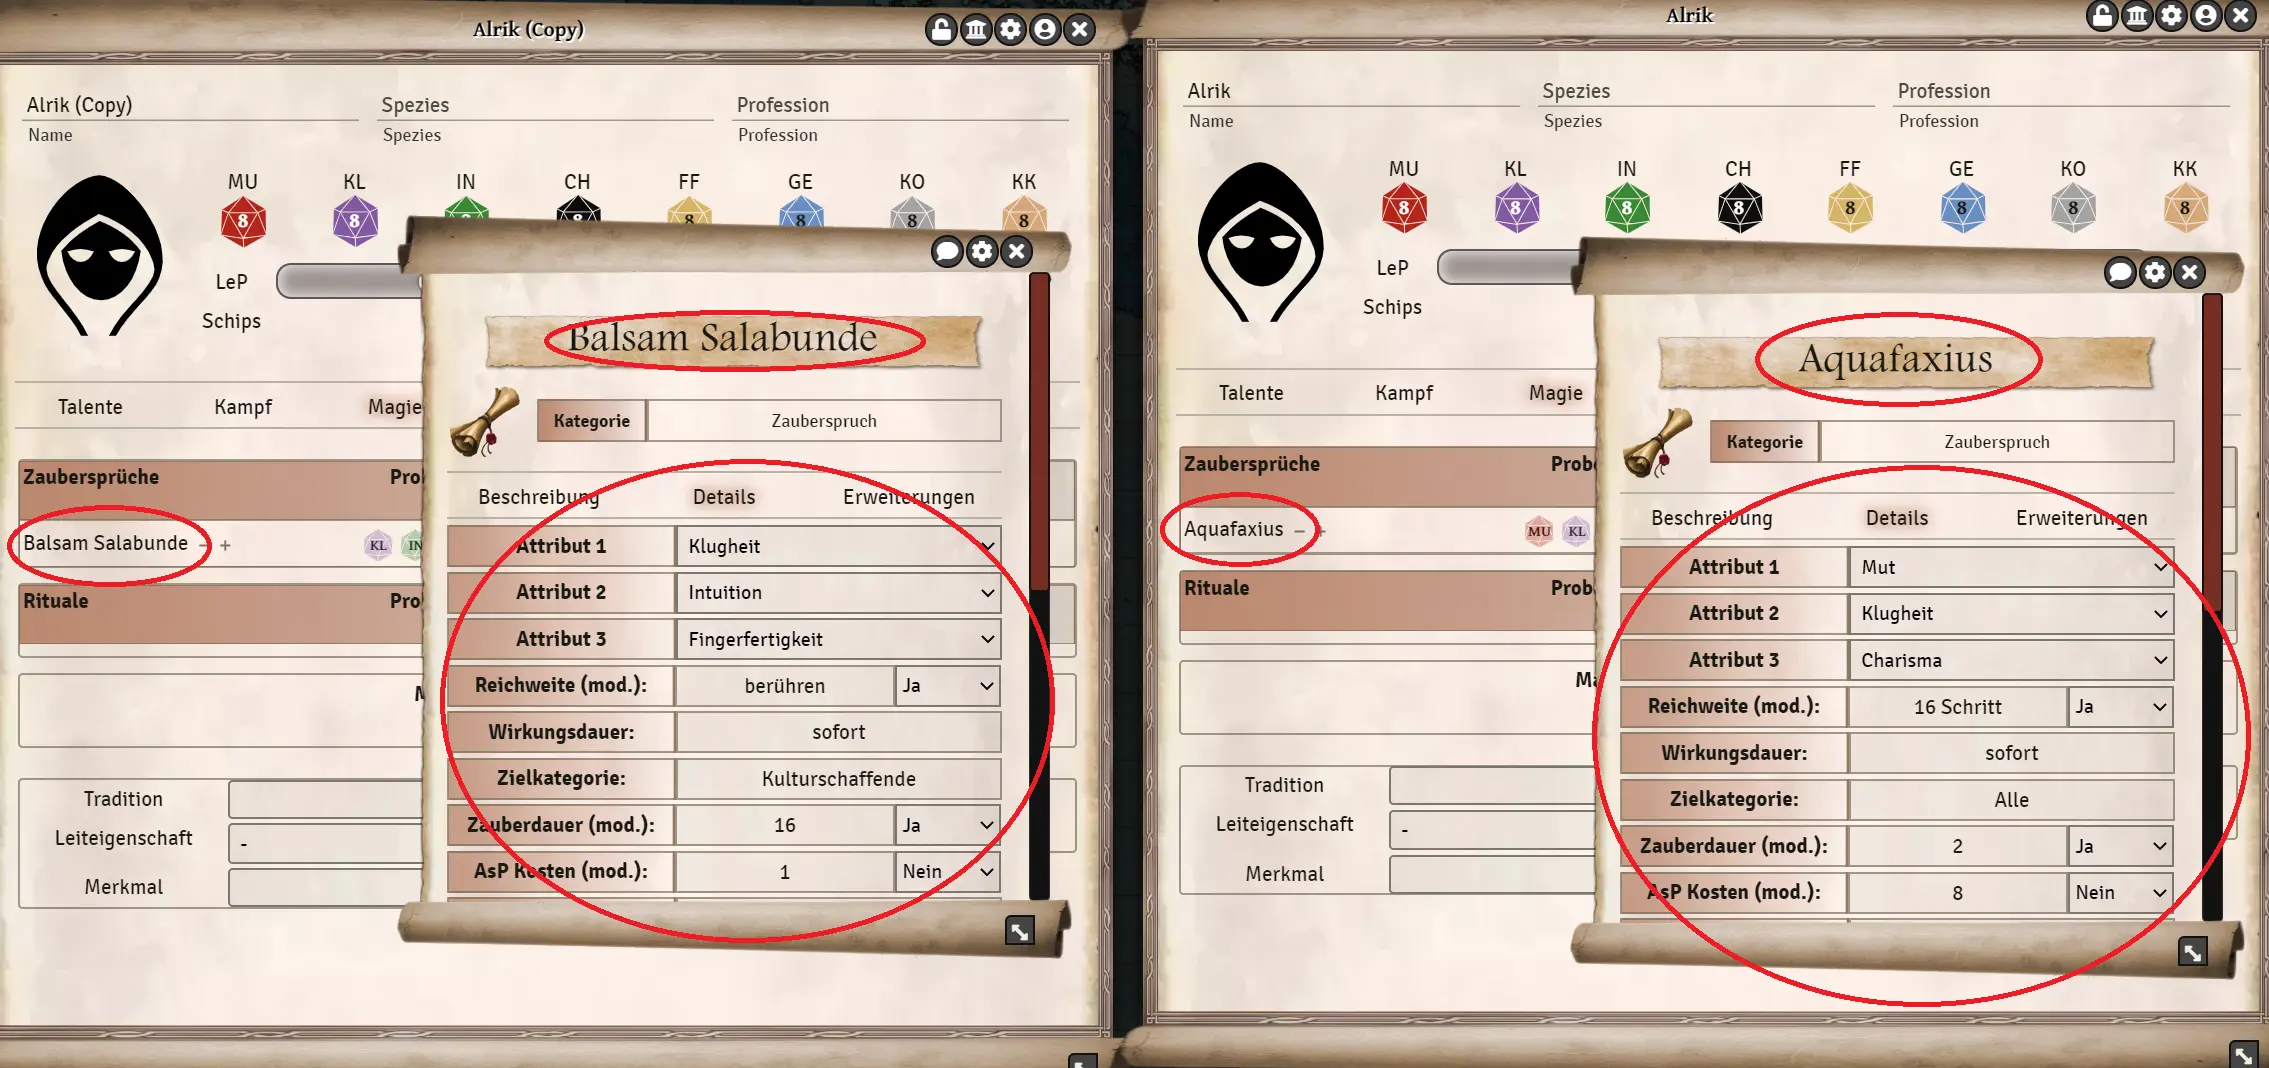 Alrik (Copy)
Alrik (Copy)
Spezies
Profession
Name
Spezies
Profession
MU KL IN CH FF GE KO KK
8 8 8 8 8 8 8 8
LeP
Schips
Talente Kampf Magie
Zaubersprüche Pro
Balsam Salabunde - +
KL IN
Rituale Pro
Tradition
Leiteigenschaft -
Merkmal
Balsam Salabunde
Kategorie Zauberspruch
Beschreibung Details Erweiterungen
Attribut 1 Klugheit
Attribut 2 Intuition
Attribut 3 Fingerfertigkeit
Reichweite (mod.): berühren Ja
Wirkungsdauer: sofort
Zielkategorie: Kulturschaffende
Zauberdauer (mod.): 16 Ja
AsP Kosten (mod.): 1 Nein
Alrik
Alrik
Spezies
Profession
Name
Spezies
Profession
MU KL IN CH FF GE KO KK
8 8 8 8 8 8 8 8
LeP
Schips
Talente Kampf Magie
Zaubersprüche Prob
Aquafaxius - +
MU KL
Rituale Prob
Ma
Tradition
Leiteigenschaft -
Merkmal
Aquafaxius
Kategorie Zauberspruch
Beschreibung Details Erweiterungen
Attribut 1 Mut
Attribut 2 Klugheit
Attribut 3 Charisma
Reichweite (mod.): 16 Schritt Ja
Wirkungsdauer: sofort
Zielkategorie: Alle
Zauberdauer (mod.): 2 Ja
AsP Kosten (mod.): 8 Nein